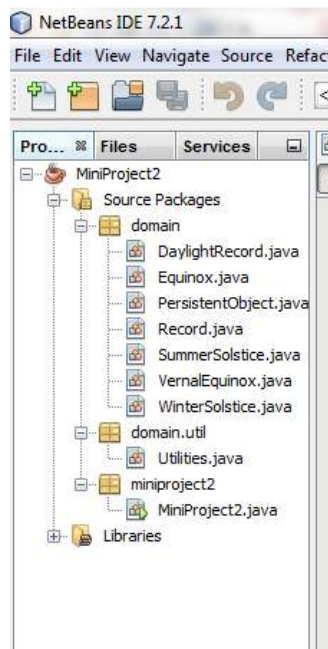 NetBeans IDE 7.2.1
File Edit View Navigate Source Refac
Pro... Files Services
MiniProject2
Source Packages
domain
DaylightRecord.java
Equinox.java
PersistentObject.java
Record.java
SummerSolstice.java
VernalEquinox.java
WinterSolstice.java
domain.util
Utilities.java
miniproject2
MiniProject2.java
Libraries